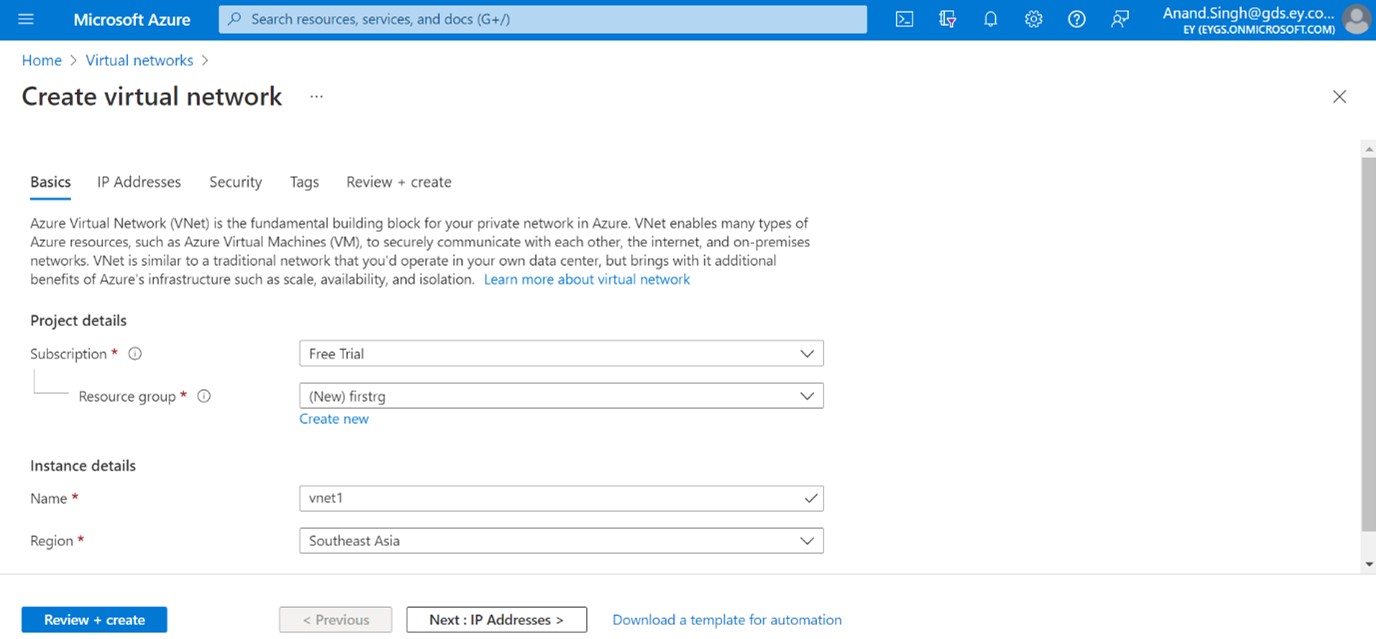 Microsoft Azure
Search resources, services, and docs (G+/)
Anand.Singh@gds.ey.co...
EY (EYGS.ONMICROSOFT.COM)
Home > Virtual networks >
Create virtual network ...
Basics IP Addresses Security Tags Review + create
Azure Virtual Network (VNet) is the fundamental building block for your private network in Azure. VNet enables many types of
Azure resources, such as Azure Virtual Machines (VM), to securely communicate with each other, the internet, and on-premises
networks. VNet is similar to a traditional network that you'd operate in your own data center, but brings with it additional
benefits of Azure's infrastructure such as scale, availability, and isolation. Learn more about virtual network
Project details
Subscription * Free Trial
Resource group * (New) firstrg
Create new
Instance details
Name * vnet1
Region * Southeast Asia
Review + create < Previous Next : IP Addresses > Download a template for automation